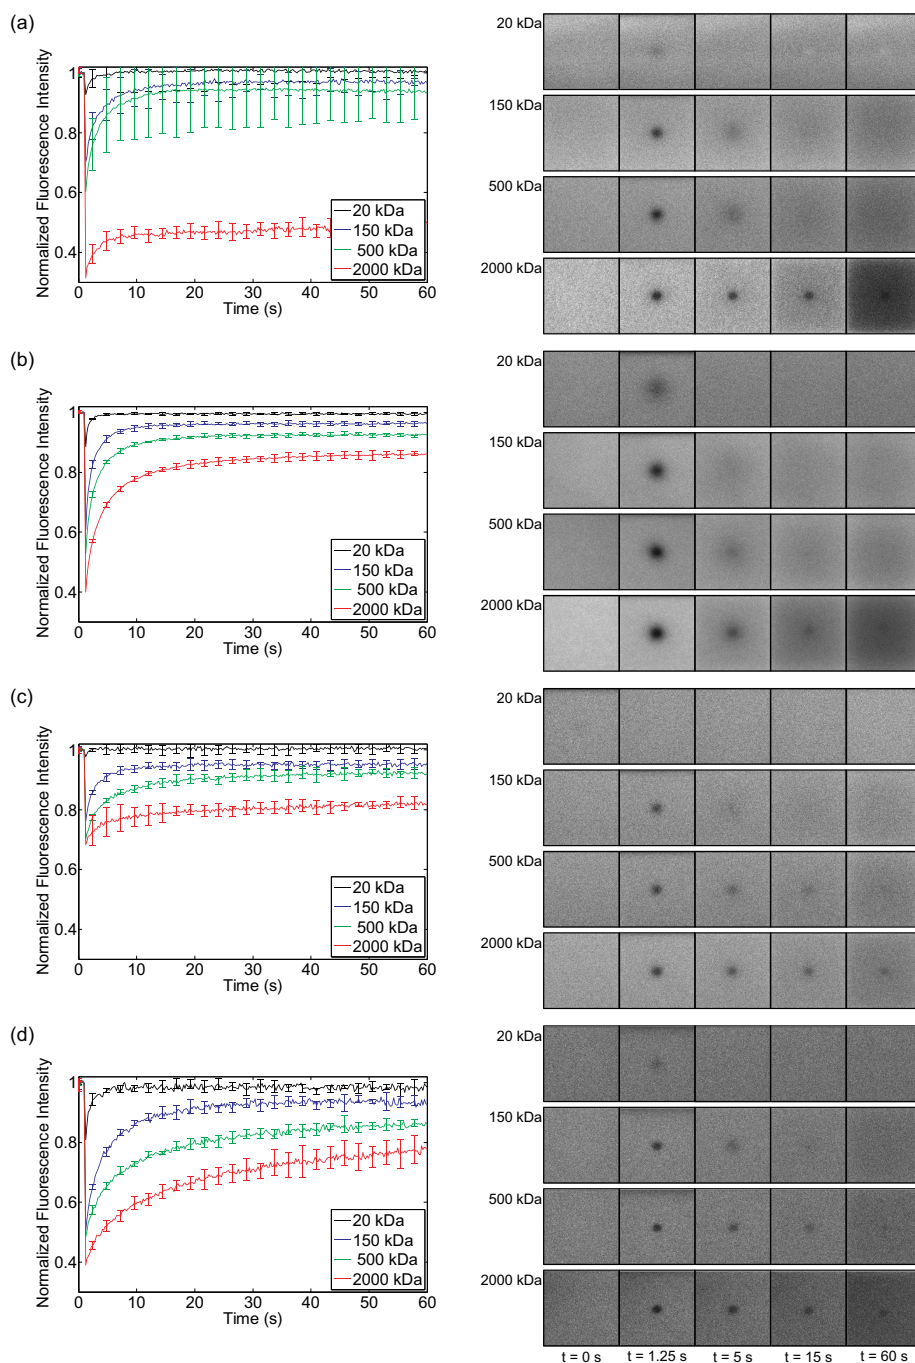 (a)
Normalized Fluorescence Intensity
1
0.8
0.6
0.4
0 10 20 30 40 50 60
Time (s)
20 kDa
150 kDa
500 kDa
2000 kDa
20 kDa
150 kDa
500 kDa
2000 kDa
(b)
Normalized Fluorescence Intensity
1
0.8
0.6
0.4
0 10 20 30 40 50 60
Time (s)
20 kDa
150 kDa
500 kDa
2000 kDa
20 kDa
150 kDa
500 kDa
2000 kDa
(c)
Normalized Fluorescence Intensity
1
0.8
0.6
0.4
0 10 20 30 40 50 60
Time (s)
20 kDa
150 kDa
500 kDa
2000 kDa
20 kDa
150 kDa
500 kDa
2000 kDa
(d)
Normalized Fluorescence Intensity
1
0.8
0.6
0.4
0 10 20 30 40 50 60
Time (s)
20 kDa
150 kDa
500 kDa
2000 kDa
20 kDa
150 kDa
500 kDa
2000 kDa
t = 0 s t = 1.25 s t = 5 s t = 15 s t = 60 s